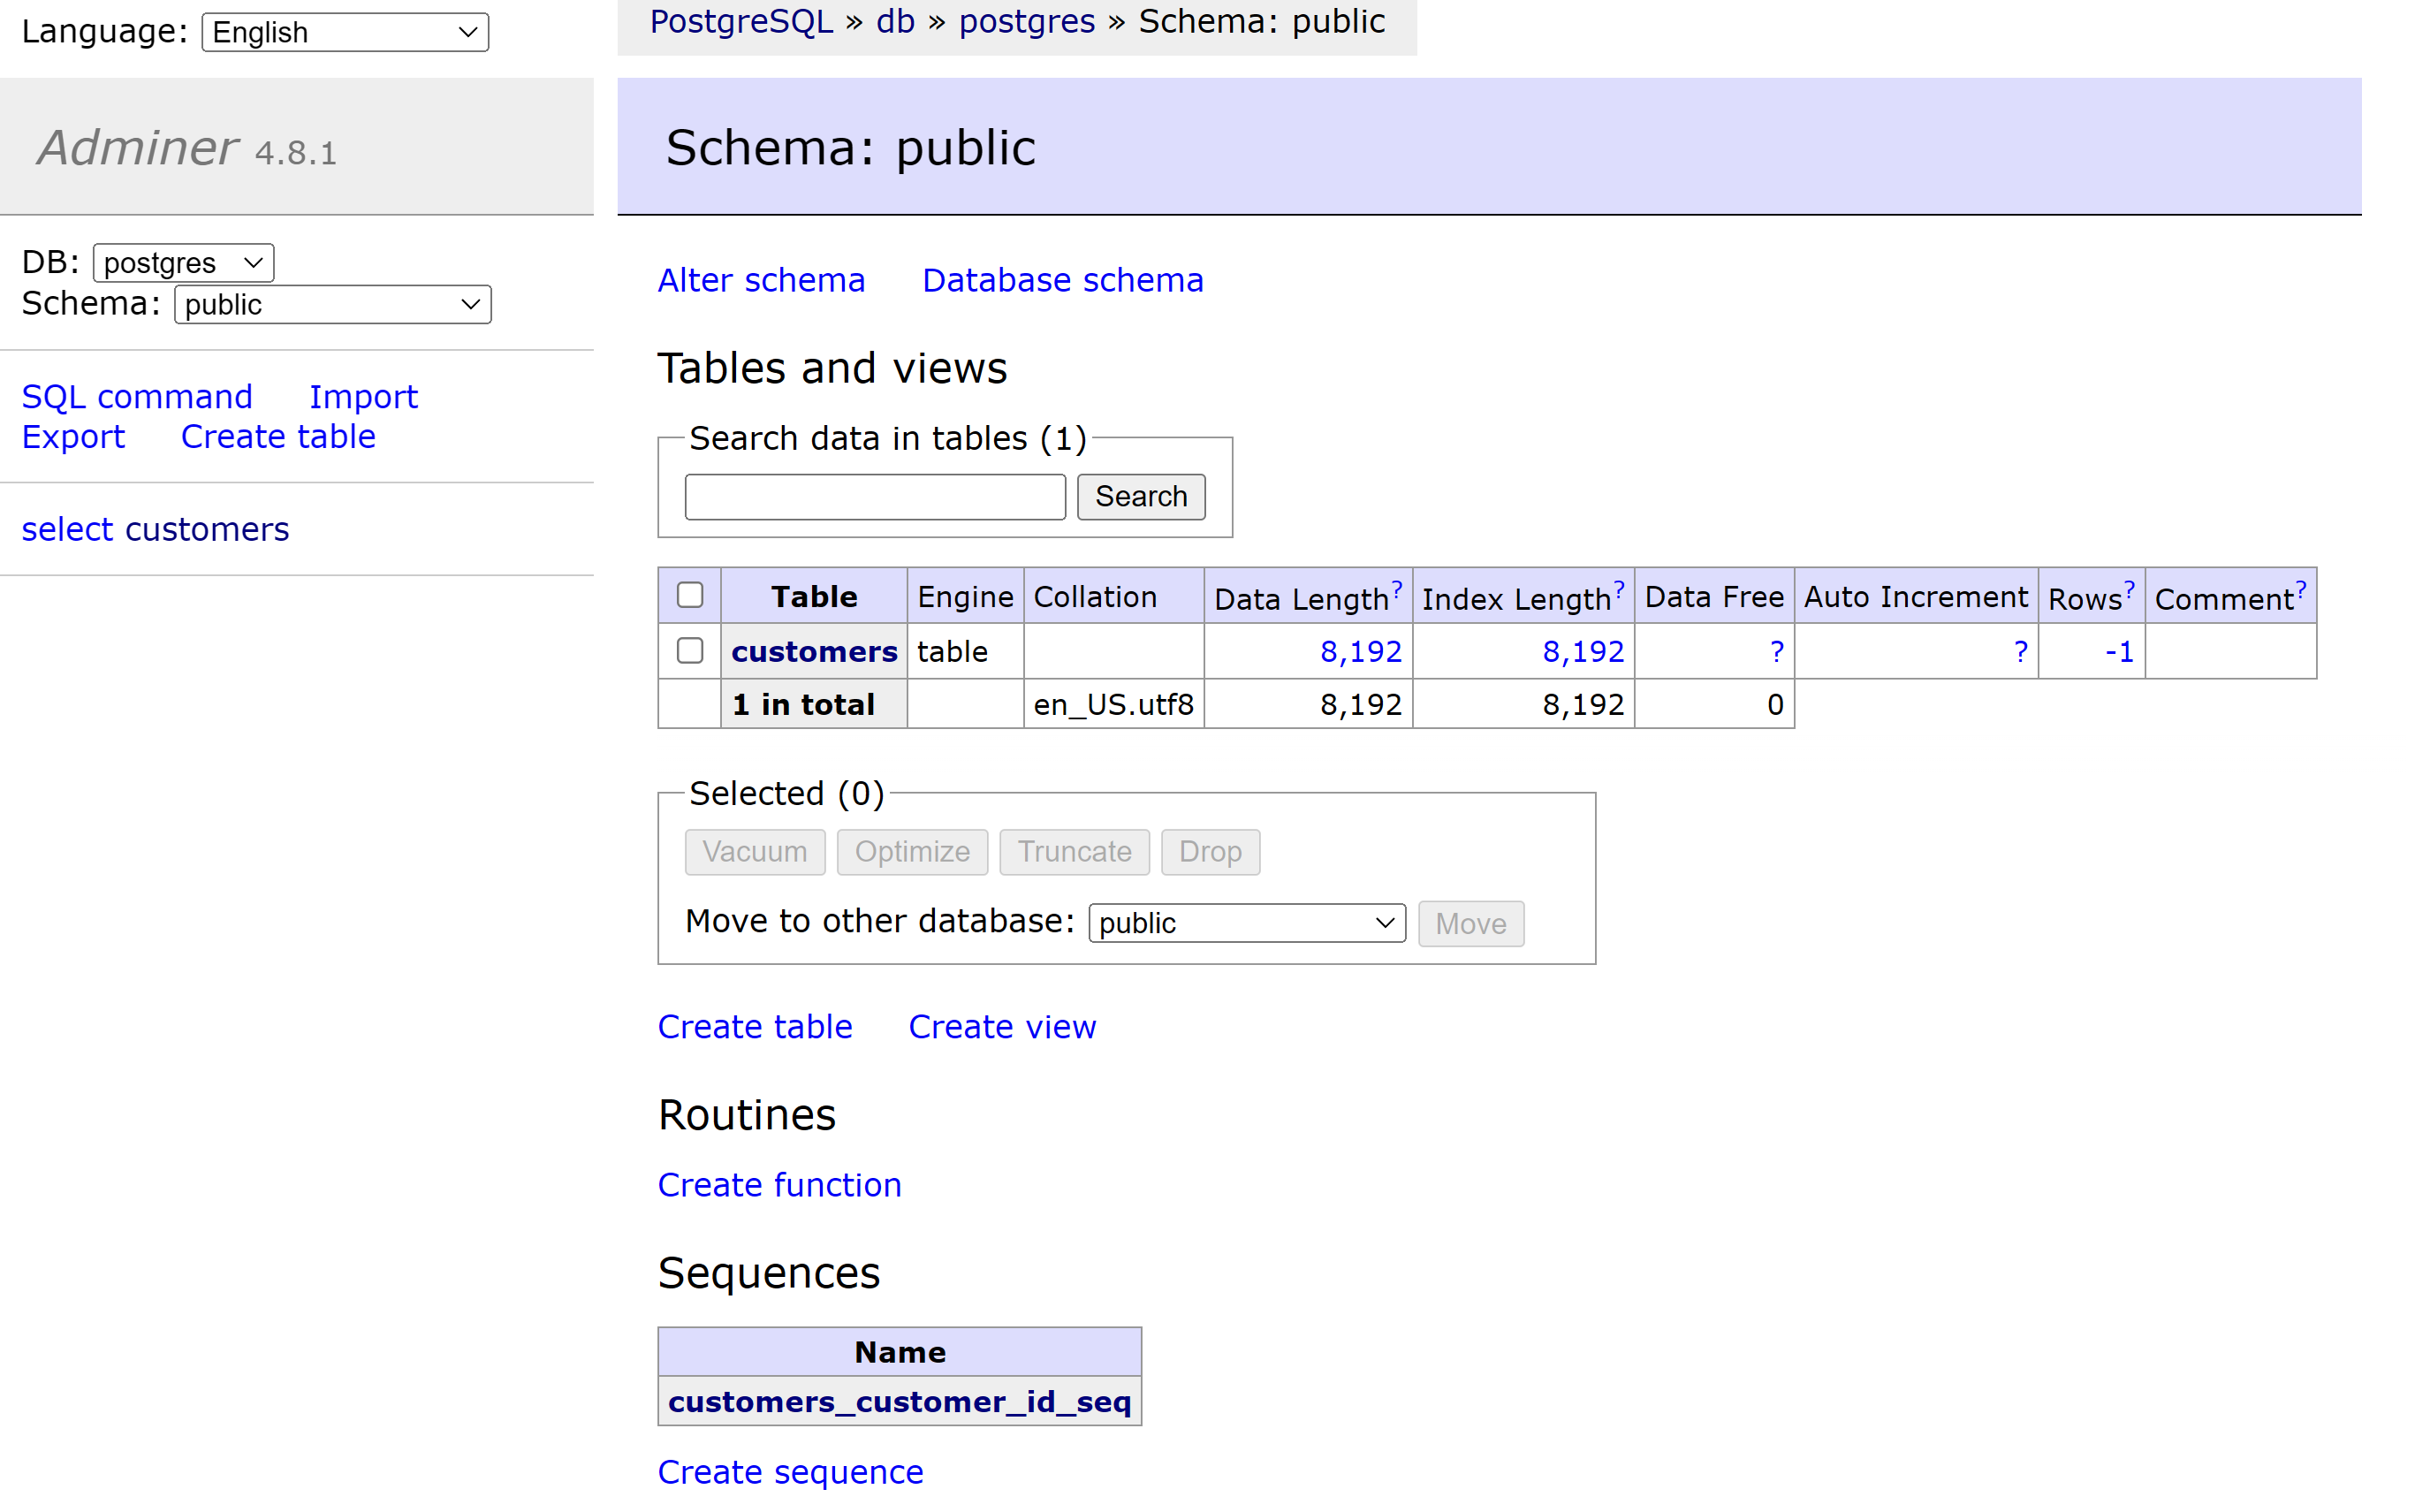 Language: English
PostgreSQL » db » postgres » Schema: public
Adminer 4.8.1
DB: postgres
Schema: public
SQL command Import
Export Create table
select customers
Schema: public
Alter schema Database schema
Tables and views
Search data in tables (1)
Search
Table Engine Collation Data Length? Index Length? Data Free Auto Increment Rows? Comment?
customers table 8,192 8,192 ? ? -1
1 in total en_US.utf8 8,192 8,192 0
Selected (0)
Vacuum Optimize Truncate Drop
Move to other database: public Move
Create table Create view
Routines
Create function
Sequences
Name
customers_customer_id_seq
Create sequence